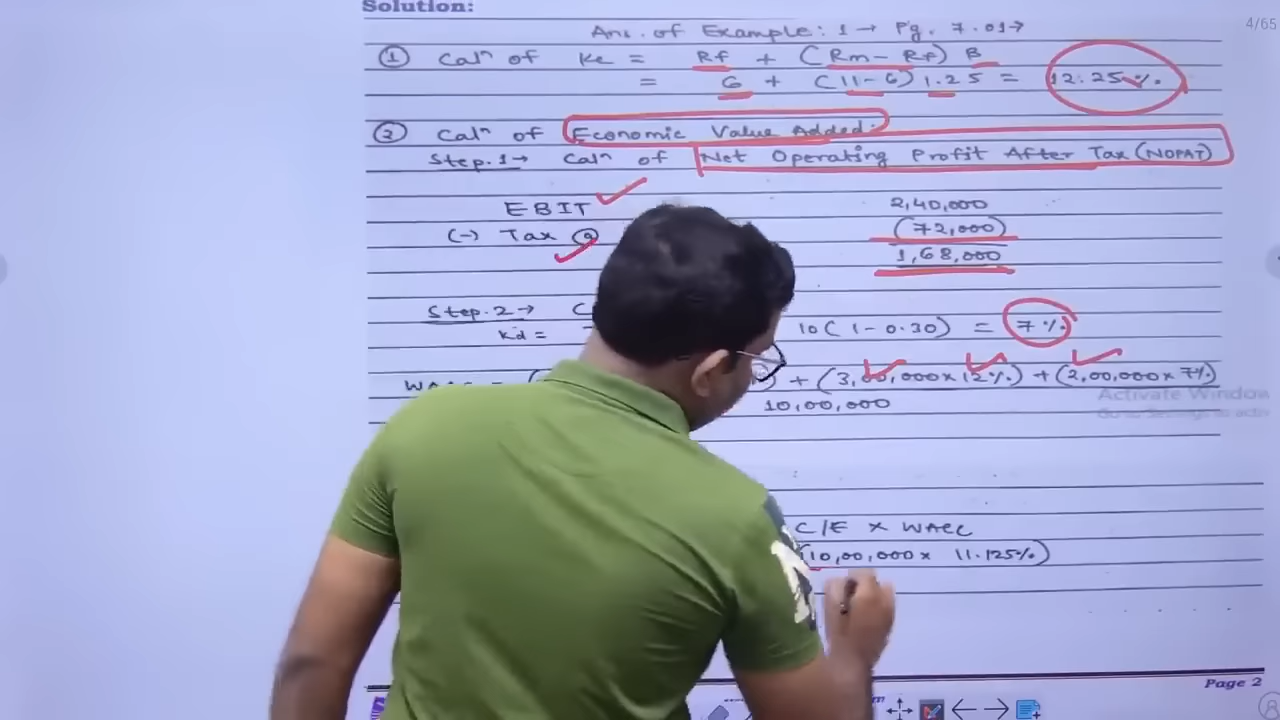 Solution:
4/65
Ans. of Example: 1 → Pg. 7.01→
① Calⁿ of Ke = Rf + (Rm - Rf) B
= 6 + (11-6) 1.25 = 12.25%.
② Calⁿ of Economic Value Added.
Step.1→ Calⁿ of Net Operating Profit After Tax (NOPAT)
EBIT 2,40,000
(-) Tax @ (72,000)
1,68,000
Step.2→
Kd = 10(1-0.30) = 7%
+ (3,00,000 x 12%) + (2,00,000 x 7%)
10,00,000
Activate Window
C/E x WACC
(10,00,000 x 11.125%)
Page 2